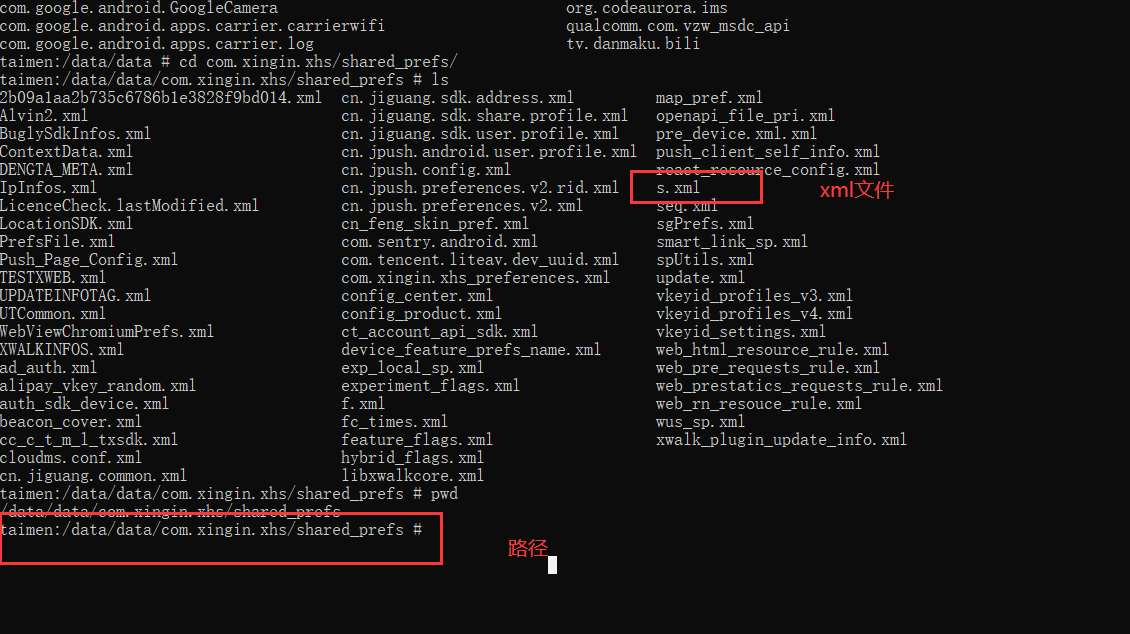 com.google.android.GoogleCamera org.codeaurora.ims
com.google.android.apps.carrier.carrierwifi qualcomm.com.vzw_msdc_api
com.google.android.apps.carrier.log tv.danmaku.bili
taimen:/data/data # cd com.xingin.xhs/shared_prefs/
taimen:/data/data/com.xingin.xhs/shared_prefs # ls
2b09a1aa2b735c6786b1e3828f9bd014.xml cn.jiguang.sdk.address.xml map_pref.xml
Alvin2.xml cn.jiguang.sdk.share.profile.xml openapi_file_pri.xml
BuglySdkInfos.xml cn.jiguang.sdk.user.profile.xml pre_device.xml.xml
ContextData.xml cn.jpush.android.user.profile.xml push_client_self_info.xml
DENGTA_META.xml cn.jpush.config.xml react_resource_config.xml
IpInfos.xml cn.jpush.preferences.v2.rid.xml s.xml xml文件
LicenceCheck.lastModified.xml cn.jpush.preferences.v2.xml seq.xml
LocationSDK.xml cn_feng_skin_pref.xml sgPrefs.xml
PrefsFile.xml com.sentry.android.xml smart_link_sp.xml
Push_Page_Config.xml com.tencent.liteav.dev_uuid.xml spUtils.xml
TESTXWEB.xml com.xingin.xhs_preferences.xml update.xml
UPDATEINFOTAG.xml config_center.xml vkeyid_profiles_v3.xml
UTCommon.xml config_product.xml vkeyid_profiles_v4.xml
WebViewChromiumPrefs.xml ct_account_api_sdk.xml vkeyid_settings.xml
XWALKINFOS.xml device_feature_prefs_name.xml web_html_resource_rule.xml
ad_auth.xml exp_local_sp.xml web_pre_requests_rule.xml
alipay_vkey_random.xml experiment_flags.xml web_prestatics_requests_rule.xml
auth_sdk_device.xml f.xml web_rn_resouce_rule.xml
beacon_cover.xml fc_times.xml wus_sp.xml
cc_c_t_m_l_txsdk.xml feature_flags.xml xwalk_plugin_update_info.xml
cloudms.conf.xml hybrid_flags.xml
cn.jiguang.common.xml libxwalkcore.xml
taimen:/data/data/com.xingin.xhs/shared_prefs # pwd
/data/data/com.xingin.xhs/shared_prefs
taimen:/data/data/com.xingin.xhs/shared_prefs #
路径